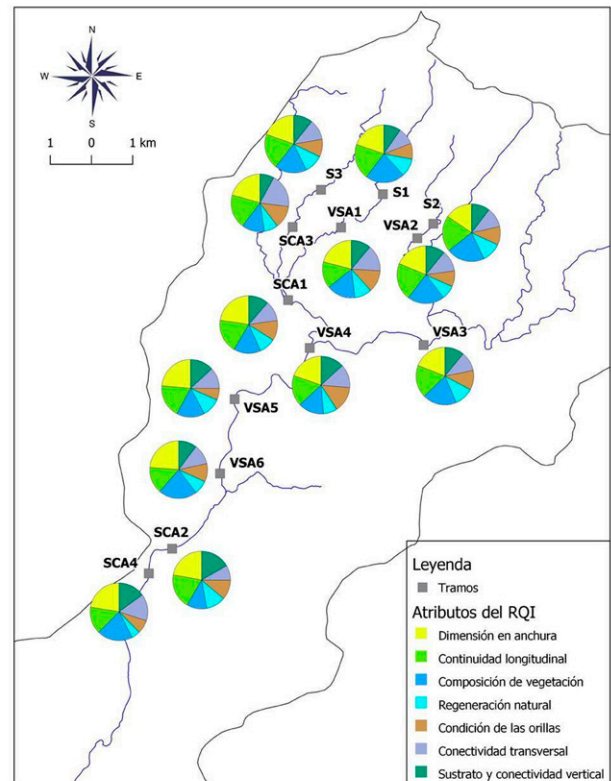 N
W E
S
1 0 1 km
S3
S1
S2
VSA1
VSA2
SCA3
SCA1
VSA4
VSA3
VSA5
VSA6
SCA2
SCA4
Leyenda
Tramos
Atributos del RQI
Dimensión en anchura
Continuidad longitudinal
Composición de vegetación
Regeneración natural
Condición de las orillas
Conectividad transversal
Sustrato y conectividad vertical